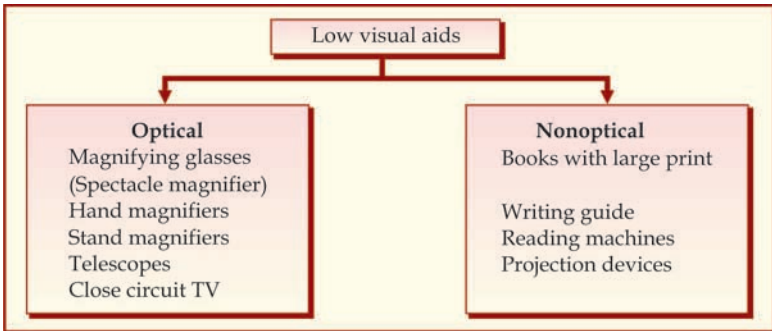 Low visual aids
Optical
Magnifying glasses
(Spectacle magnifier)
Hand magnifiers
Stand magnifiers
Telescopes
Close circuit TV
Nonoptical
Books with large print
Writing guide
Reading machines
Projection devices